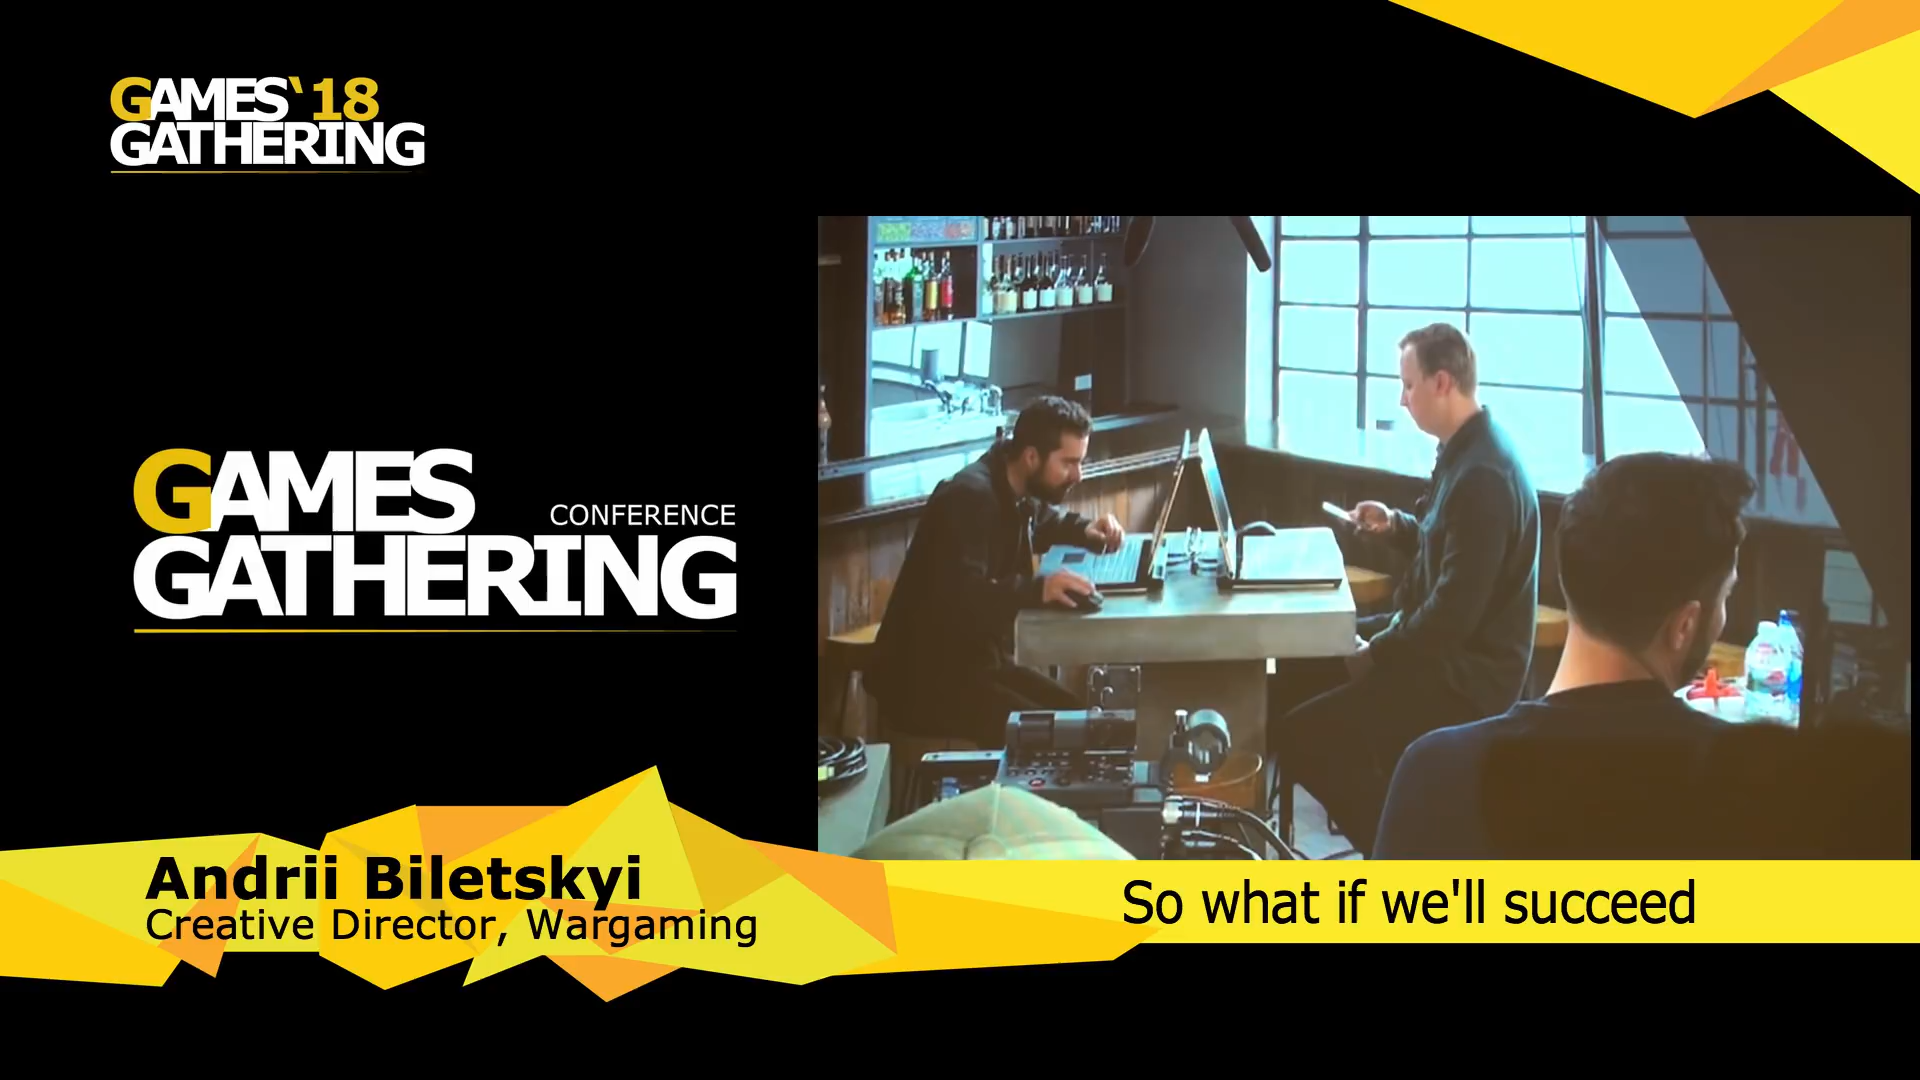 GAMES‘18
GATHERING
GAMES
CONFERENCE
GATHERING
Andrii Biletskyi
Creative Director, Wargaming
So what if we'll succeed